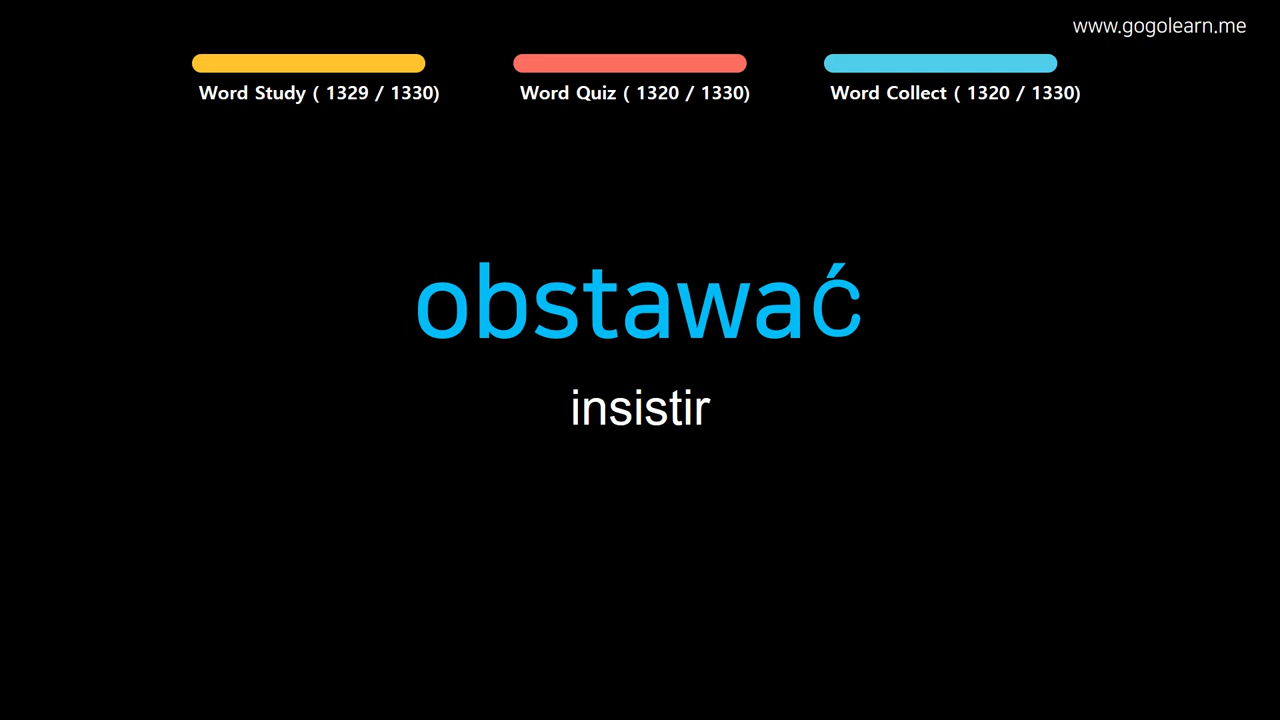 www.gogolearn.me
Word Study ( 1329 / 1330)
Word Quiz ( 1320 / 1330)
Word Collect ( 1320 / 1330)
obstawać
insistir